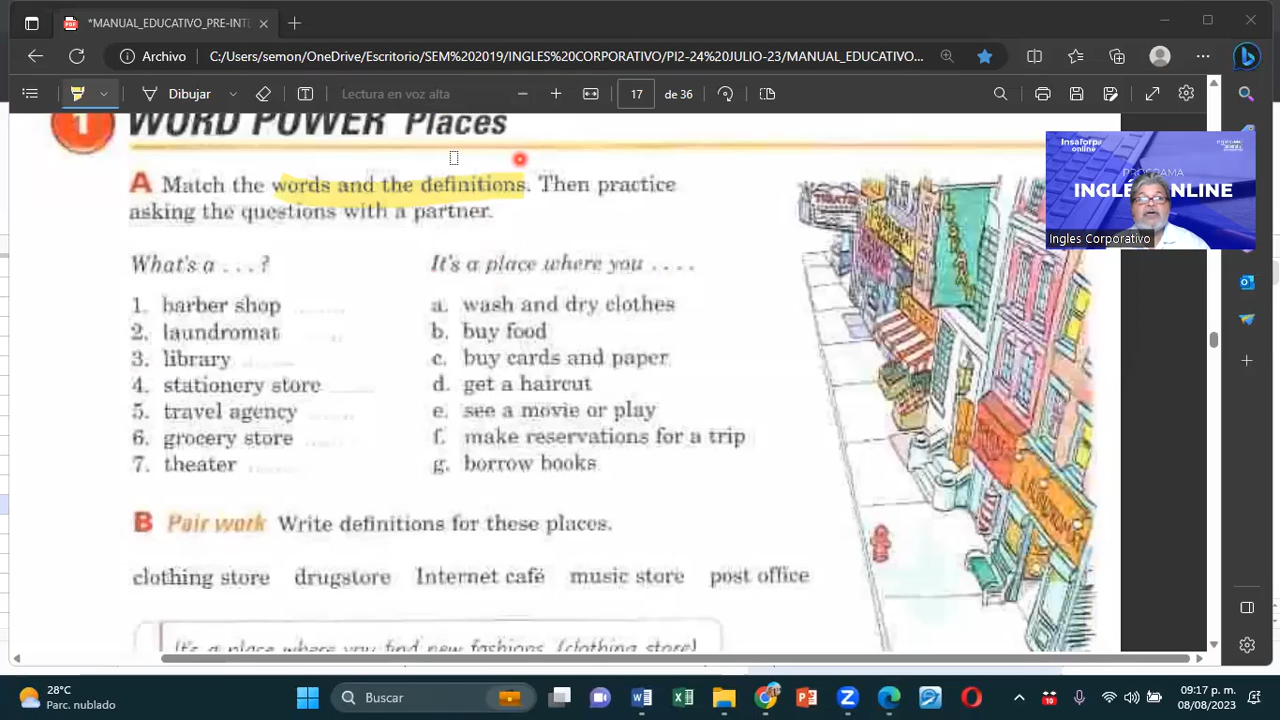 *MANUAL_EDUCATIVO_PRE-INT
Archivo
C:/Users/semon/OneDrive/Escritorio/SEM%202019/INGLES%20CORPORATIVO/PI2-24%20JULIO-23/MANUAL_EDUCATIVO...
Dibujar
Lectura en voz alta
17
de 36
1 WORD POWER Places
A Match the words and the definitions. Then practice
asking the questions with a partner.
What's a . . . ?
It's a place where you . . . .
1. barber shop
a. wash and dry clothes
2. laundromat
b. buy food
3. library
c. buy cards and paper
4. stationery store
d. get a haircut
5. travel agency
e. see a movie or play
6. grocery store
f. make reservations for a trip
7. theater
g. borrow books
B Pair work Write definitions for these places.
clothing store drugstore Internet café music store post office
It's a place where you find new fashions. (clothing store)
LAUNDROMAT
Insaforp
online
PROGRAMA
INGLÉS ONLINE
Ingles Corporativo
28°C
Parc. nublado
Buscar
09:17 p. m.
08/08/2023